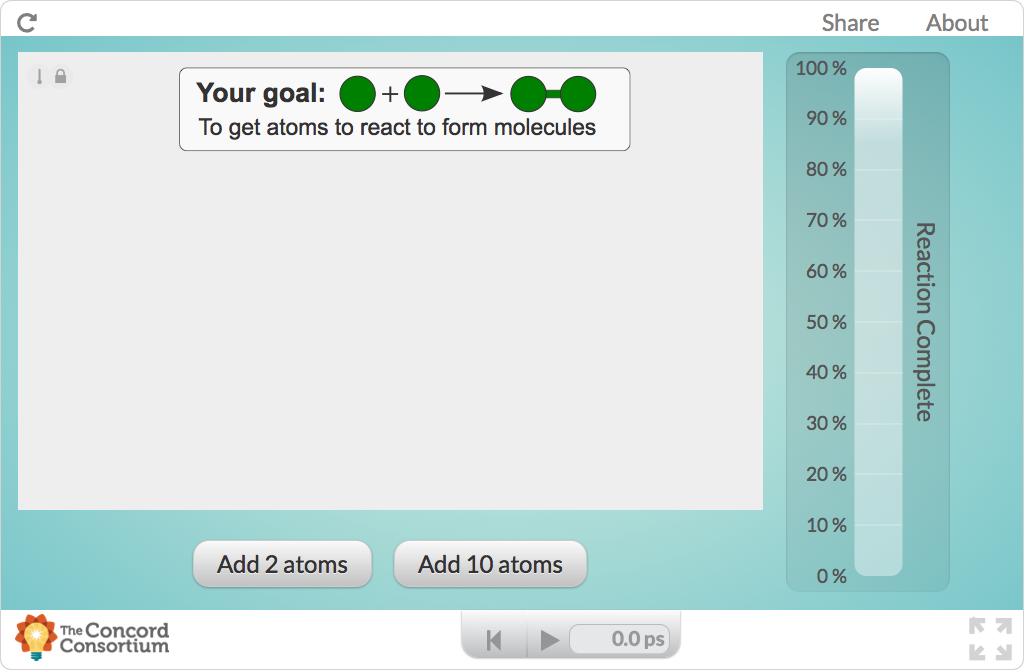 Share
About
Your goal: +
To get atoms to react to form molecules
100 %
90 %
80 %
70 %
60 %
50 %
40 %
30 %
20 %
10 %
0 %
Reaction Complete
Add 2 atoms
Add 10 atoms
The Concord
Consortium
0.0 ps